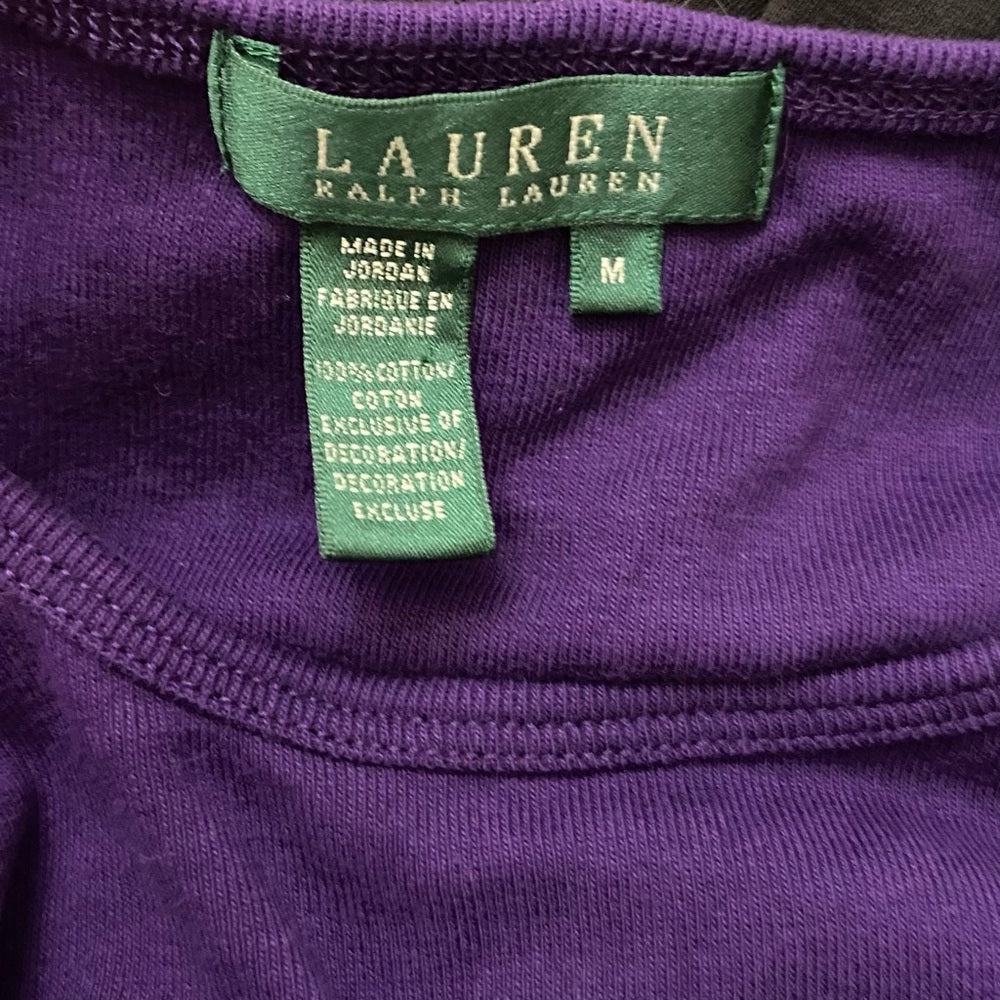 LAUREN
RALPH LAUREN
MADE IN
JORDAN
FABRIQUE EN
JORDANIE
100% COTTON/
COTON
EXCLUSIVE OF
DECORATION/
DECORATION
EXCLUSE
M